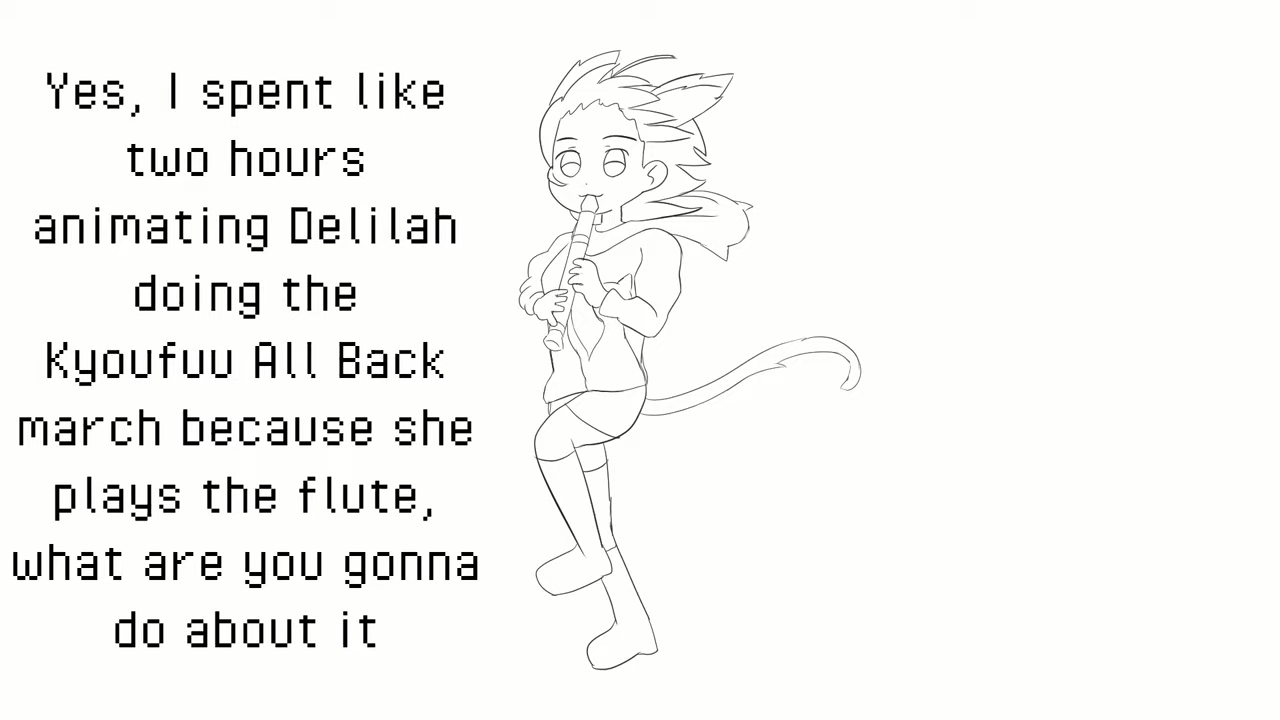 Yes, I spent like
two hours
animating Delilah
doing the
Kyoufuu All Back
march because she
plays the flute,
what are you gonna
do about it